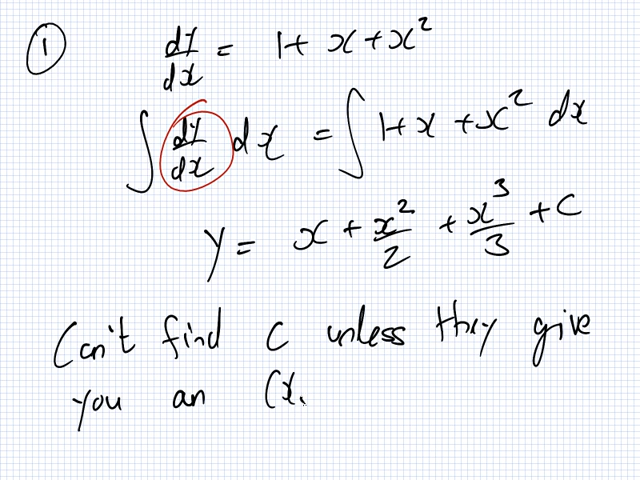 ① dy/dx = 1 + x + x²
∫ dy/dx dx = ∫ 1 + x + x² dx
y = x + x²/2 + x³/3 + c
Can't find c unless they give
you an (x,